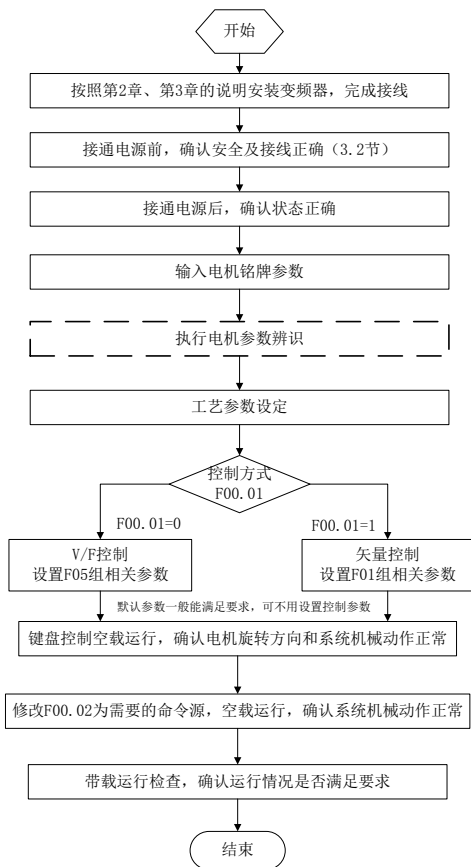 开始
按照第2章、第3章的说明安装变频器，完成接线
接通电源前，确认安全及接线正确（3.2节）
接通电源后，确认状态正确
输入电机铭牌参数
执行电机参数辨识
工艺参数设定
控制方式
F00.01
F00.01=0
F00.01=1
V/F控制
设置F05组相关参数
矢量控制
设置F01组相关参数
默认参数一般能满足要求，可不用设置控制参数
键盘控制空载运行，确认电机旋转方向和系统机械动作正常
修改F00.02为需要的命令源，空载运行，确认系统机械动作正常
带载运行检查，确认运行情况是否满足要求
结束